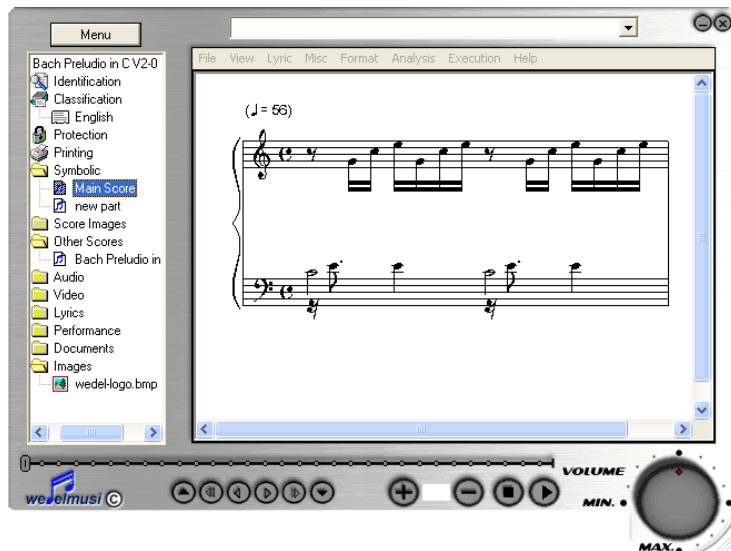 Menu
Bach Preludio in C V2-0
Identification
Classification
English
Protection
Printing
Symbolic
Main Score
new part
Score Images
Other Scores
Bach Preludio in
Audio
Video
Lyrics
Performance
Documents
Images
wedel-logo.bmp
File View Lyric Misc Format Analysis Execution Help
(♩ = 56)
wedelmusi ©
VOLUME
MIN.
MAX.